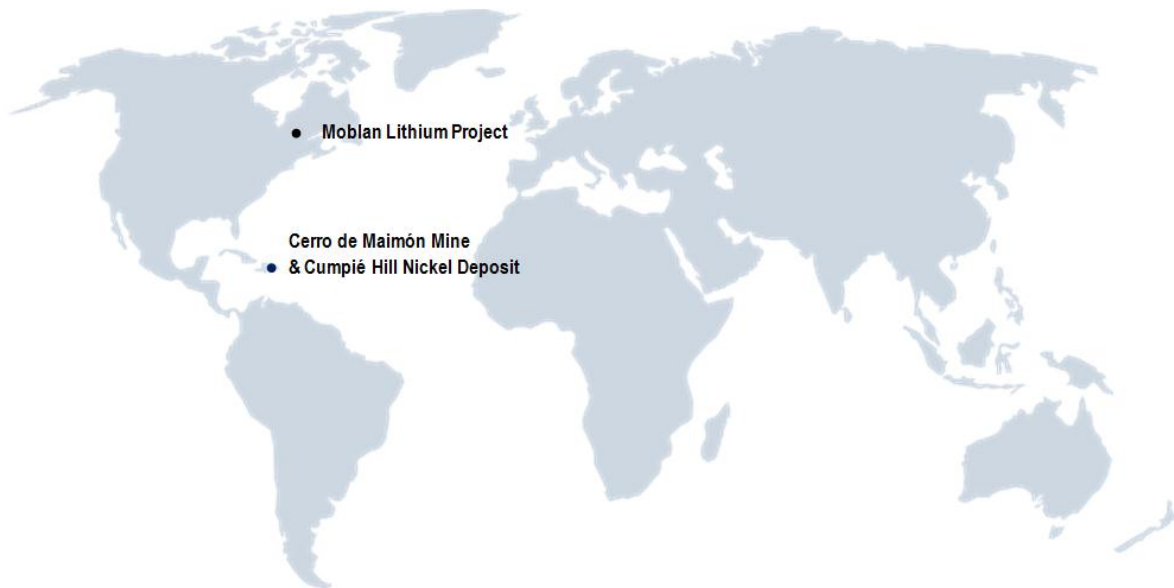 Moblan Lithium Project
Cerro de Maimón Mine
& Cumpié Hill Nickel Deposit